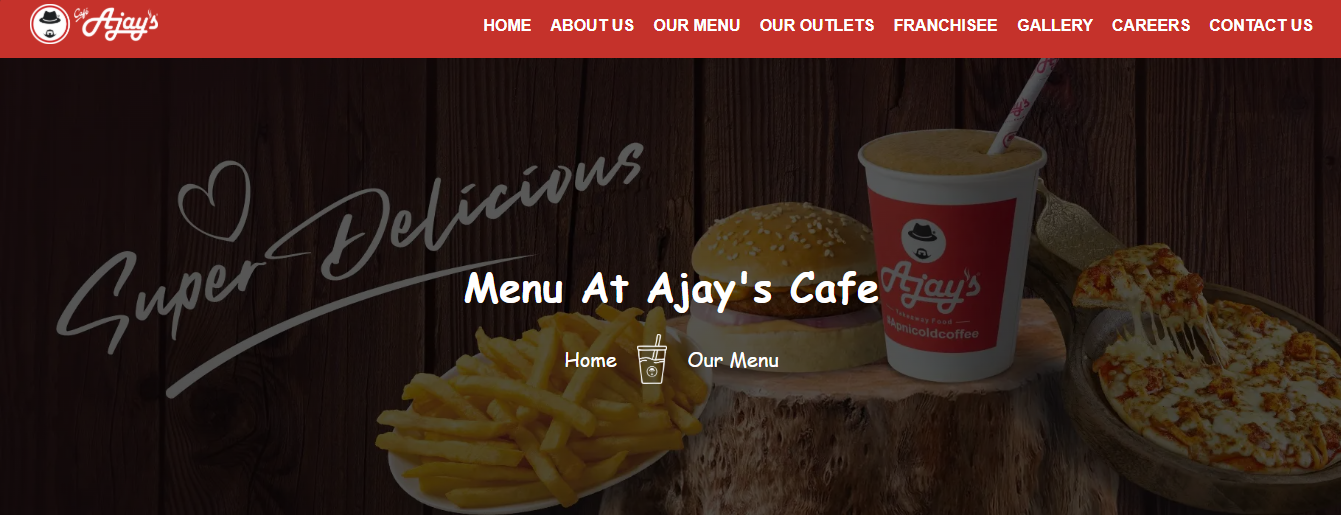 Café Ajay's
HOME ABOUT US OUR MENU OUR OUTLETS FRANCHISEE GALLERY CAREERS CONTACT US
Super Delicious
Menu At Ajay's Cafe
Home Our Menu
Ajay's
Takeaway Food
#Apnicoldcoffee